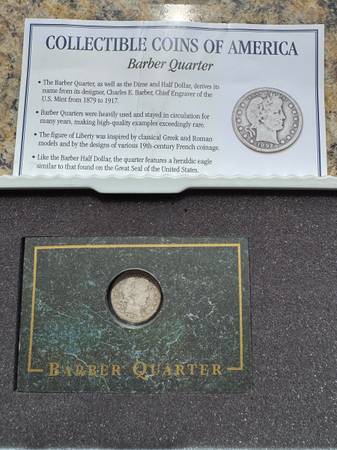 COLLECTIBLE COINS OF AMERICA
Barber Quarter
• The Barber Quarter, as well as the Dime and Half Dollar, derives its
name from its designer, Charles E. Barber, Chief Engraver of the
U.S. Mint from 1879 to 1917.
• Barber Quarters were heavily used and stayed in circulation for
many years, making high-quality examples exceedingly rare.
• The figure of Liberty was inspired by classical Greek and Roman
models and by the designs of various 19th-century French coinage.
• Like the Barber Half Dollar, the quarter features a heraldic eagle
similar to that found on the Great Seal of the United States.
BARBER QUARTER